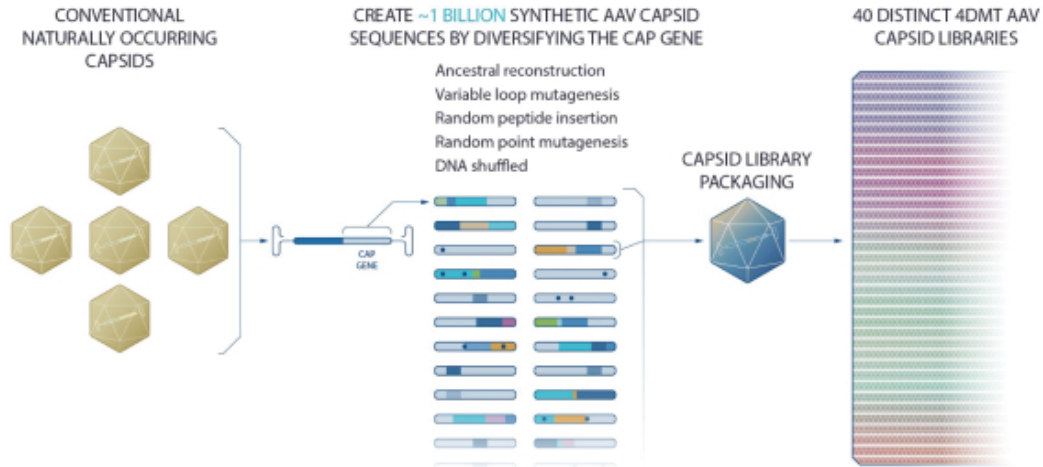 CONVENTIONAL
NATURALLY OCCURRING
CAPSIDS
CREATE ~1 BILLION SYNTHETIC AAV CAPSID
SEQUENCES BY DIVERSIFYING THE CAP GENE
Ancestral reconstruction
Variable loop mutagenesis
Random peptide insertion
Random point mutagenesis
DNA shuffled
CAP
GENE
CAPSID LIBRARY
PACKAGING
40 DISTINCT 4DMT AAV
CAPSID LIBRARIES